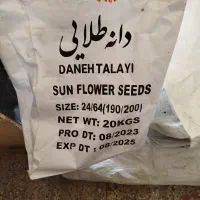 دانه طلایی
DANEH TALAYI
SUN FLOWER SEEDS
SIZE: 24/64(190/200)
NET WT: 20KGS
PRO DT: 08/2023
EXP DT : 08/2025